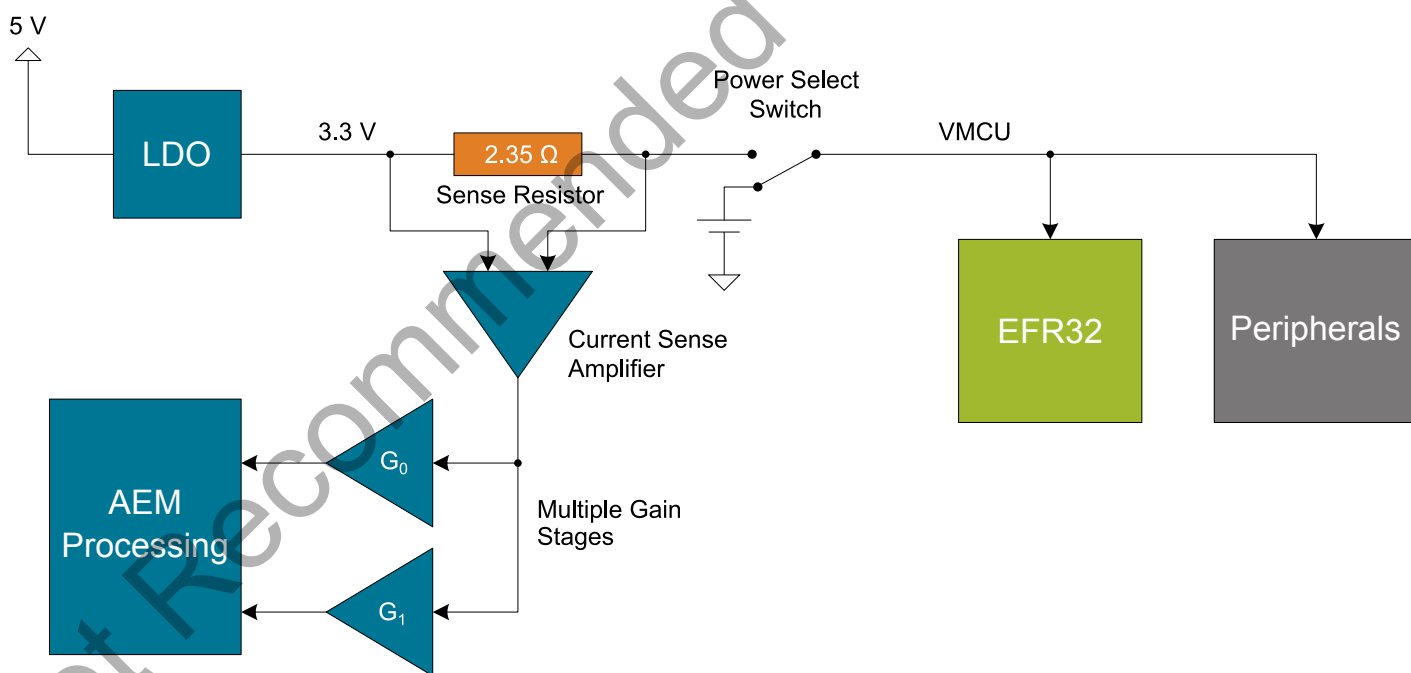 5 V
LDO
3.3 V
2.35 Ω
Sense Resistor
Power Select
Switch
VMCU
EFR32
Peripherals
Current Sense
Amplifier
G0
Multiple Gain
Stages
G1
AEM
Processing
Recommended